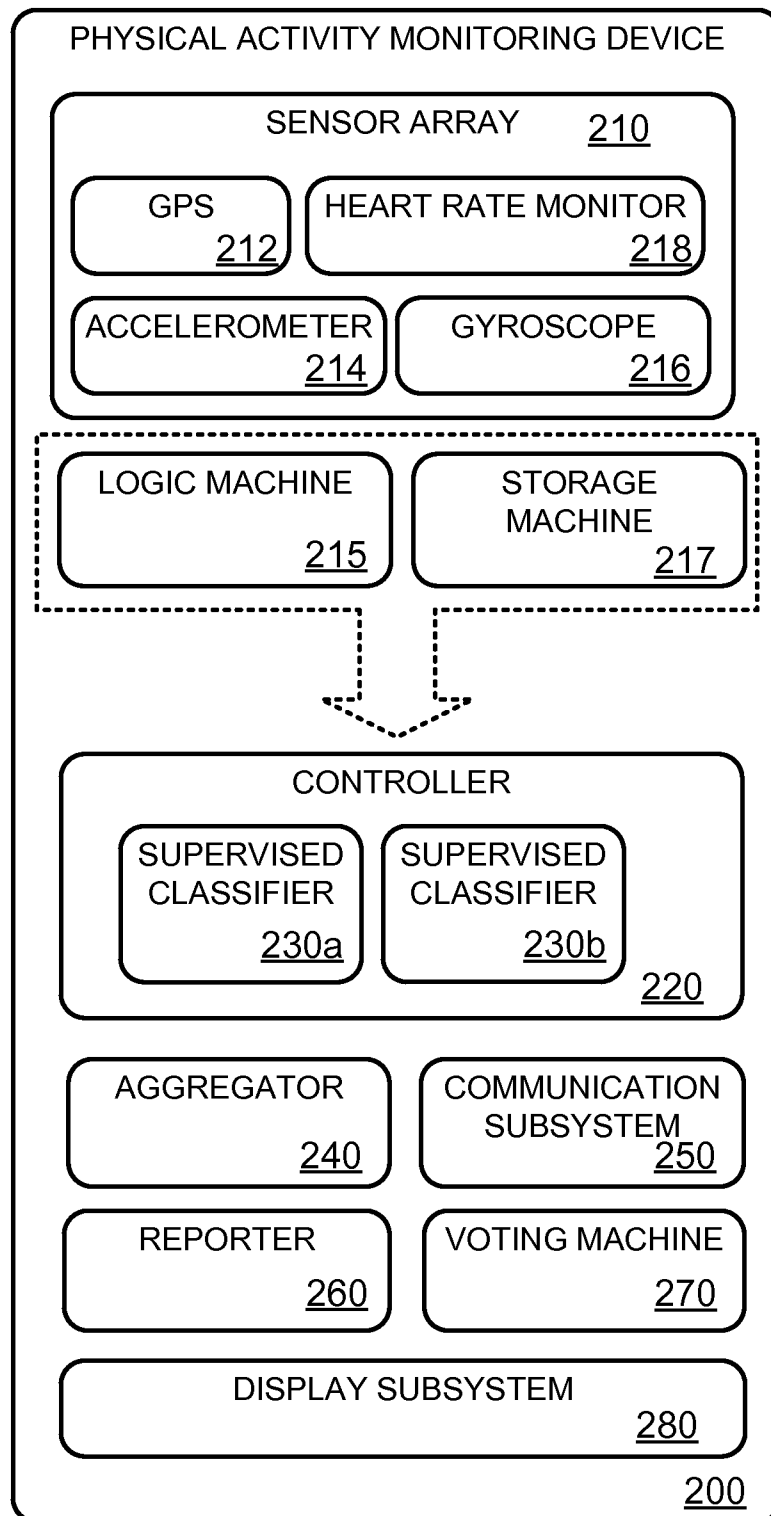 PHYSICAL ACTIVITY MONITORING DEVICE
SENSOR ARRAY 210
GPS
212
HEART RATE MONITOR
218
ACCELEROMETER
214
GYROSCOPE
216
LOGIC MACHINE
215
STORAGE
MACHINE
217
CONTROLLER
SUPERVISED
CLASSIFIER
230a
SUPERVISED
CLASSIFIER
230b
220
AGGREGATOR
240
COMMUNICATION
SUBSYSTEM
250
REPORTER
260
VOTING MACHINE
270
DISPLAY SUBSYSTEM
280
200